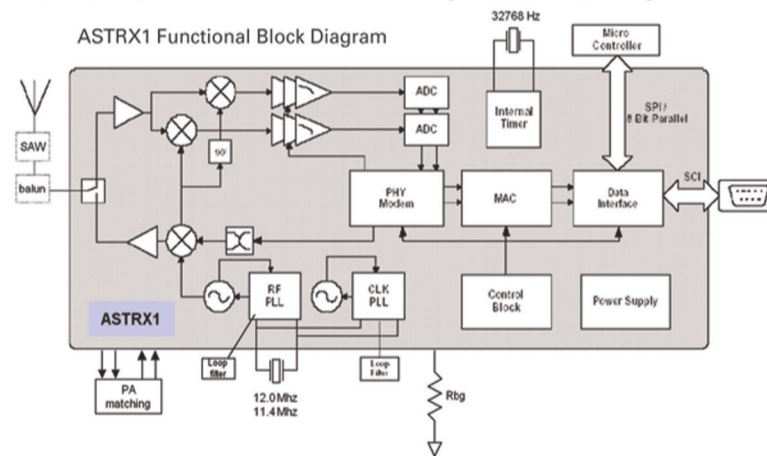 32768 Hz
ASTRX1 Functional Block Diagram
Micro
Controller
ADC
Internal
Timer
SPI /
8 Bit Parallel
SAW
ADC
90°
balun
PHY
Modem
MAC
Data
Interface
SCI
RF
PLL
CLK
PLL
Control
Block
Power Supply
ASTRX1
Loop
filter
Loop
Filter
PA
matching
12.0Mhz
11.4Mhz
Rbg